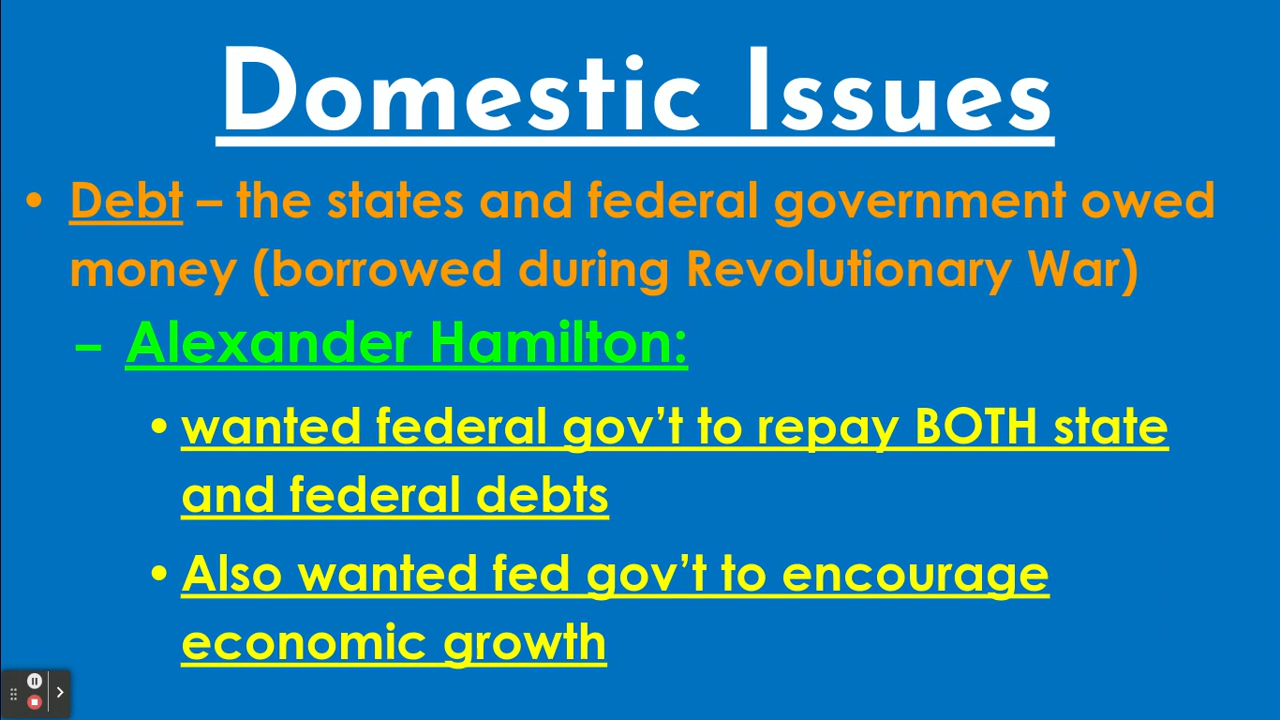 Domestic Issues
• Debt – the states and federal government owed
money (borrowed during Revolutionary War)
– Alexander Hamilton:
• wanted federal gov’t to repay BOTH state
and federal debts
• Also wanted fed gov’t to encourage
economic growth